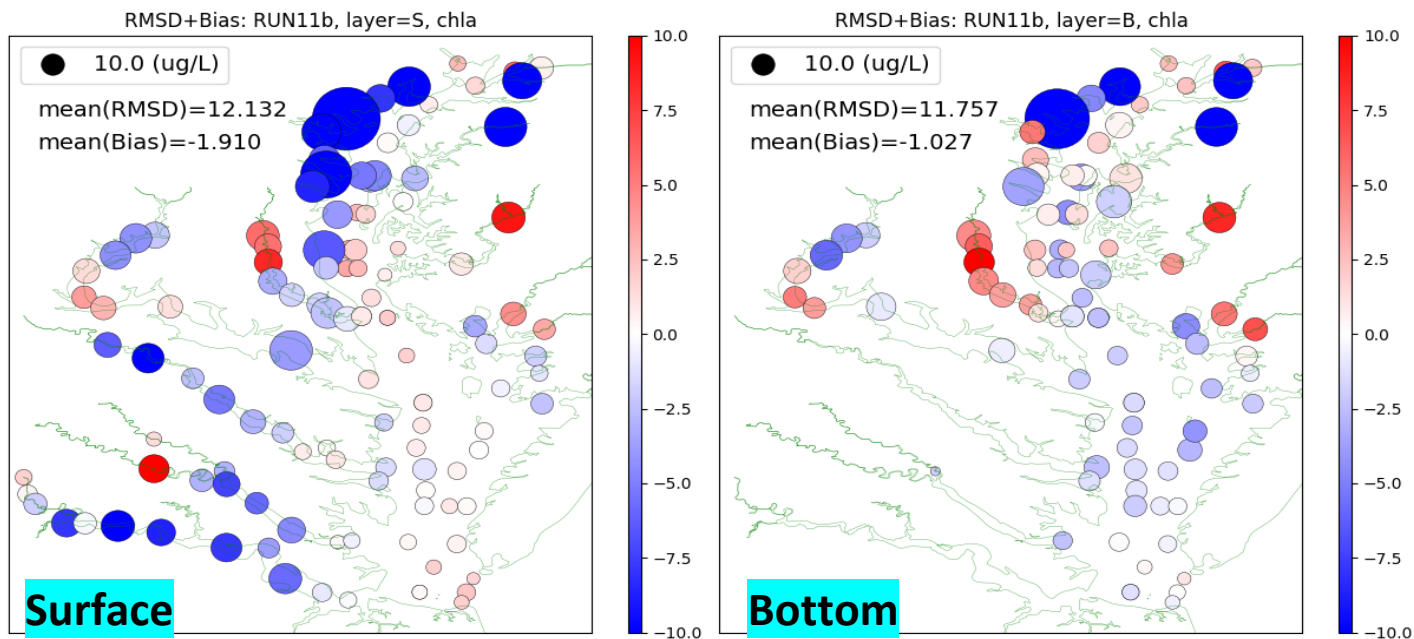 RMSD+Bias: RUN11b, layer=S, chla
10.0 (ug/L)
mean(RMSD)=12.132
mean(Bias)=-1.910
Surface
10.0
7.5
5.0
2.5
0.0
−2.5
−5.0
−7.5
−10.0
RMSD+Bias: RUN11b, layer=B, chla
10.0 (ug/L)
mean(RMSD)=11.757
mean(Bias)=-1.027
Bottom
10.0
7.5
5.0
2.5
0.0
−2.5
−5.0
−7.5
−10.0